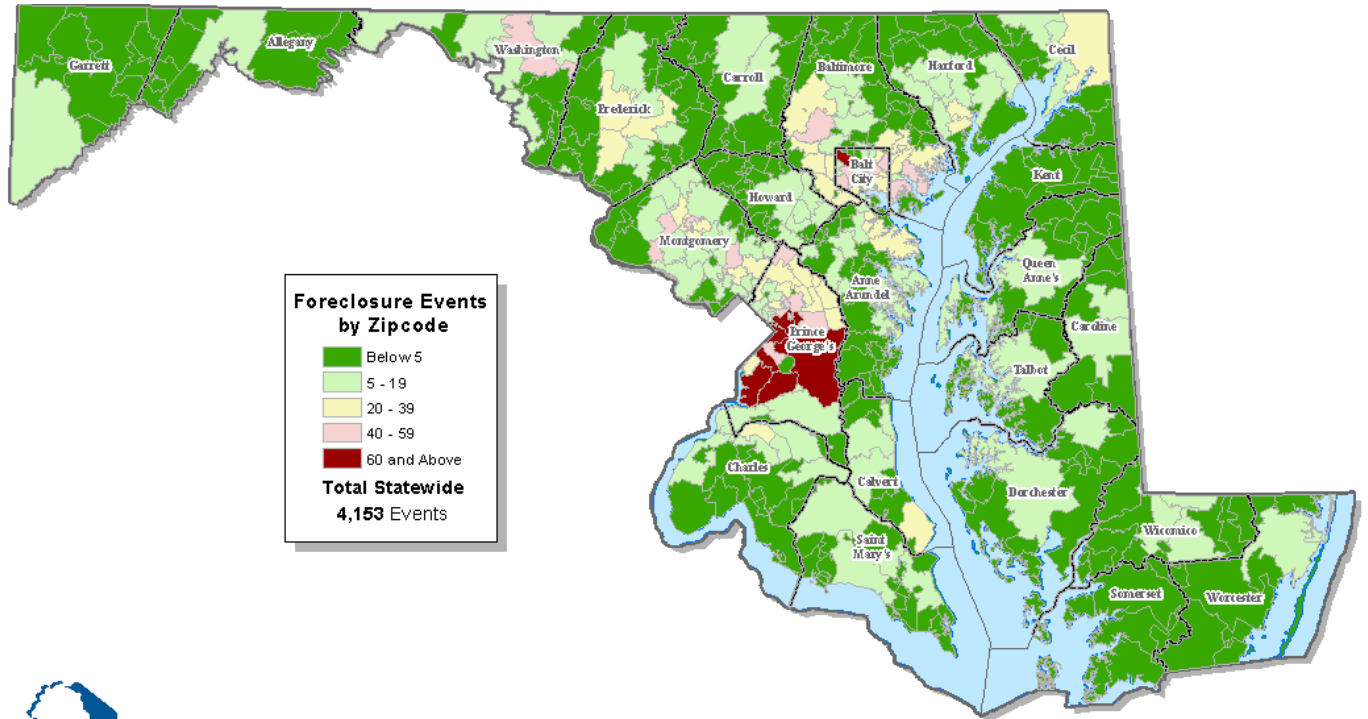 Garrett
Allegany
Washington
Frederick
Carroll
Baltimore
Harford
Cecil
Balt
City
Kent
Howard
Montgomery
Queen
Anne's
Anne
Arundel
Caroline
Prince
George's
Talbot
Charles
Calvert
Dorchester
Saint
Mary's
Wicomico
Somerset
Worcester
Foreclosure Events
by Zipcode
Below 5
5 - 19
20 - 39
40 - 59
60 and Above
Total Statewide
4,153 Events